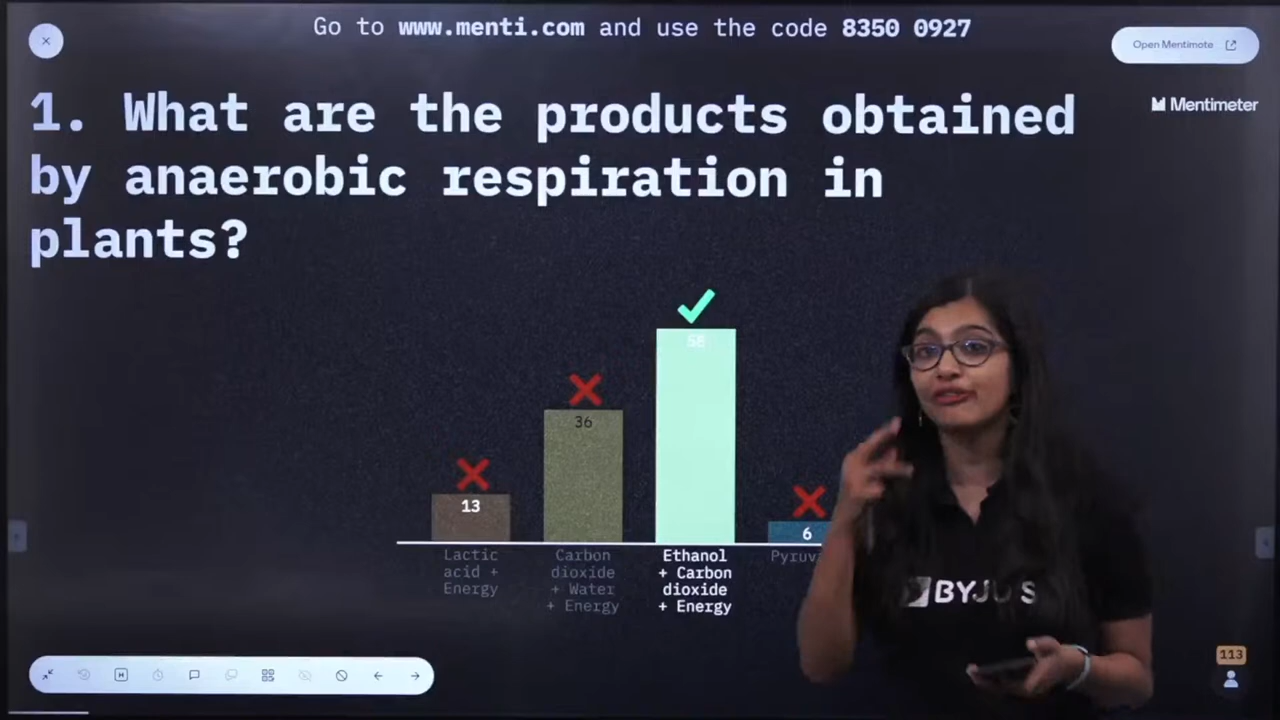 Go to www.menti.com and use the code 8350 0927
Open Mentimote
Mentimeter
1. What are the products obtained
by anaerobic respiration in
plants?
58
36
13
6
Lactic
acid +
Energy
Carbon
dioxide
+ Water
+ Energy
Ethanol
+ Carbon
dioxide
+ Energy
BYJU'S
H
113